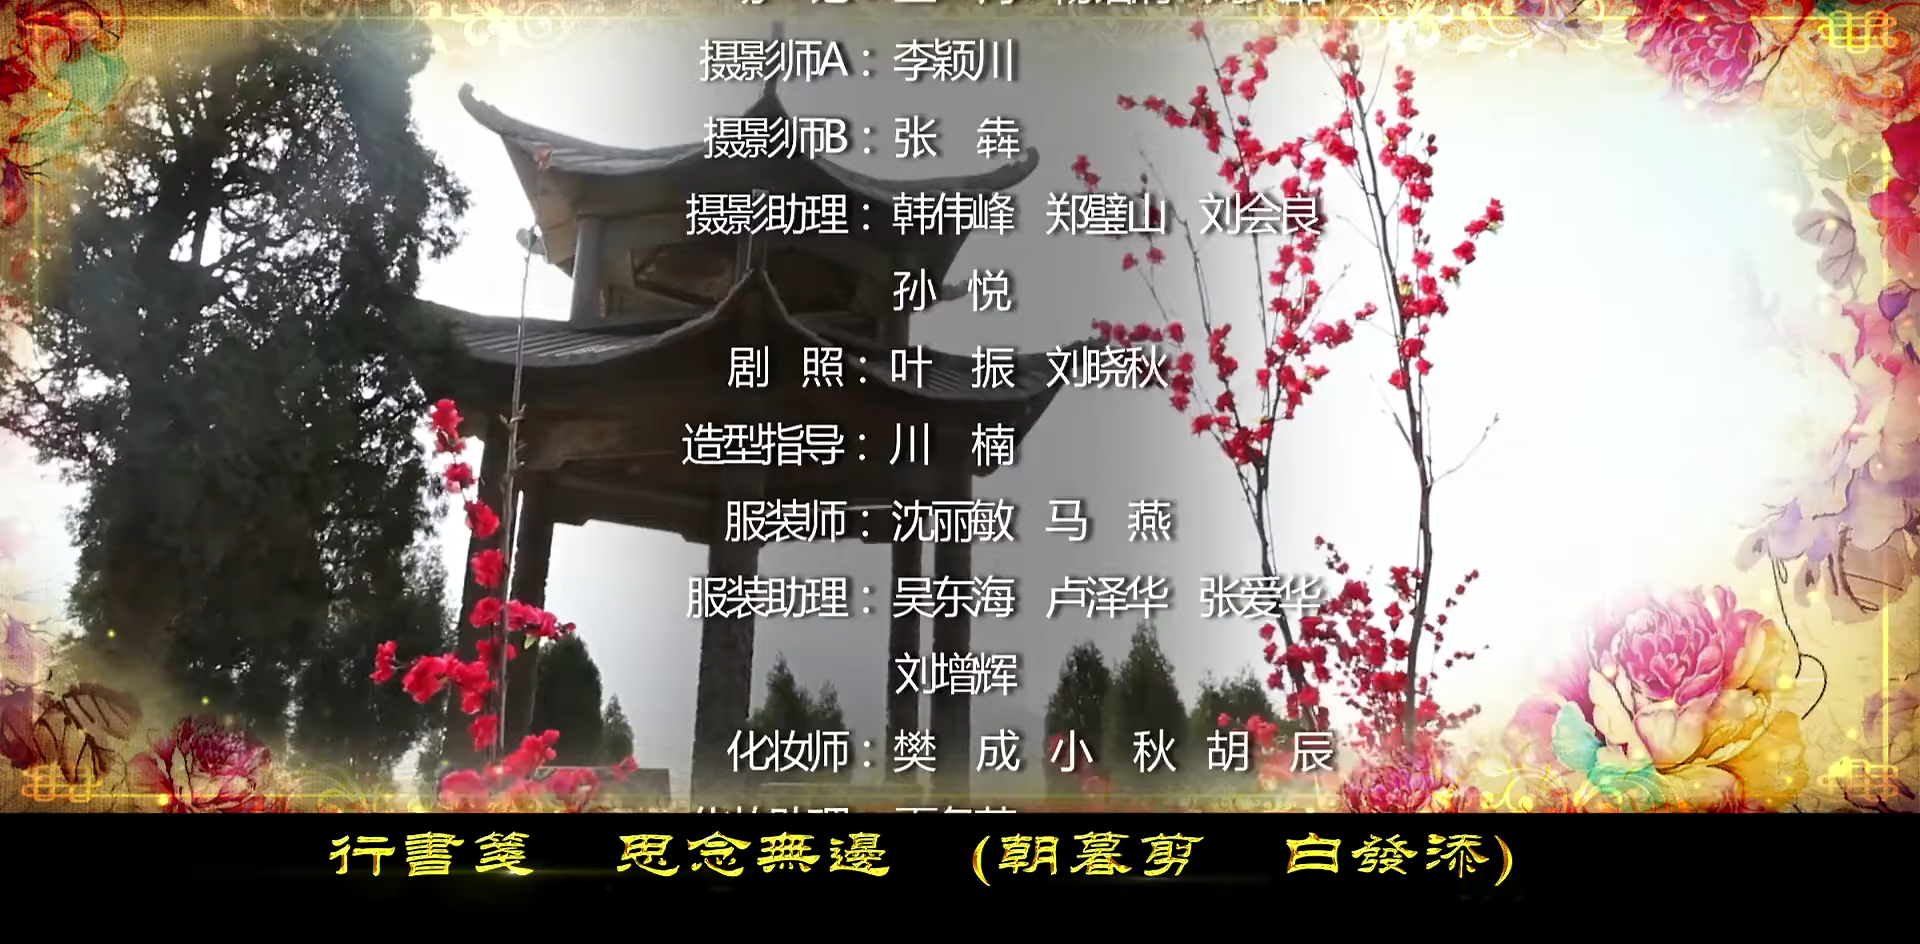 摄影师A：李颖川
摄影师B：张 犇
摄影助理：韩伟峰 郑璧山 刘会良
孙 悦
剧 照：叶 振 刘晓秋
造型指导：川 楠
服装师：沈丽敏 马 燕
服装助理：吴东海 卢泽华 张爱华
刘增辉
化妆师：樊 成 小 秋 胡 辰
行書箋 思念無邊 (朝暮剪 白發添)